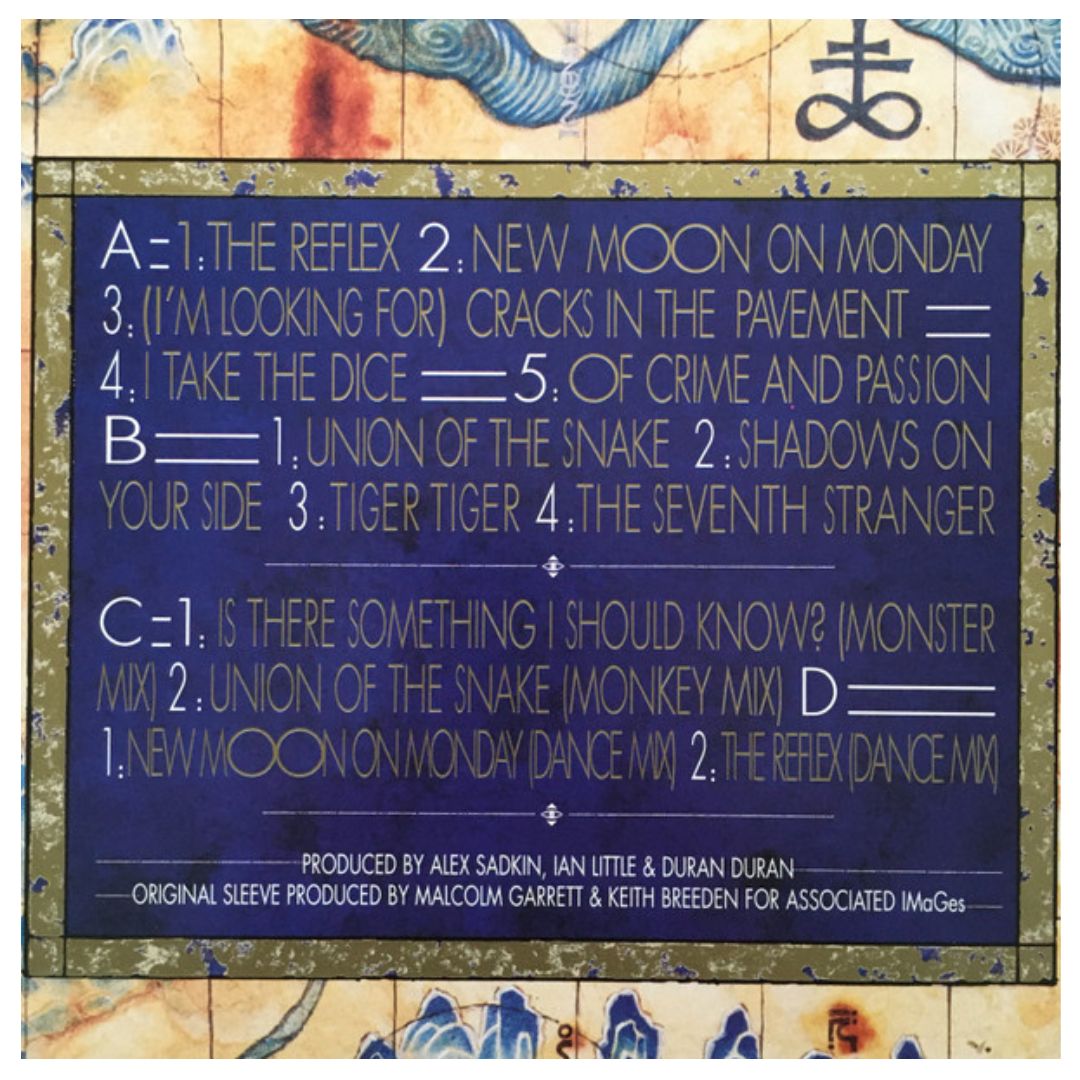 A=1: THE REFLEX 2: NEW MOON ON MONDAY
3: (I'M LOOKING FOR) CRACKS IN THE PAVEMENT
4: I TAKE THE DICE 5: OF CRIME AND PASSION
B 1: UNION OF THE SNAKE 2: SHADOWS ON
YOUR SIDE 3: TIGER TIGER 4: THE SEVENTH STRANGER
C=1: IS THERE SOMETHING I SHOULD KNOW? (MONSTER
MIX) 2: UNION OF THE SNAKE (MONKEY MIX) D
1: NEW MOON ON MONDAY (DANCE MIX) 2: THE REFLEX (DANCE MIX)
PRODUCED BY ALEX SADKIN, IAN LITTLE & DURAN DURAN
ORIGINAL SLEEVE PRODUCED BY MALCOLM GARRETT & KEITH BREEDEN FOR ASSOCIATED IMaGes